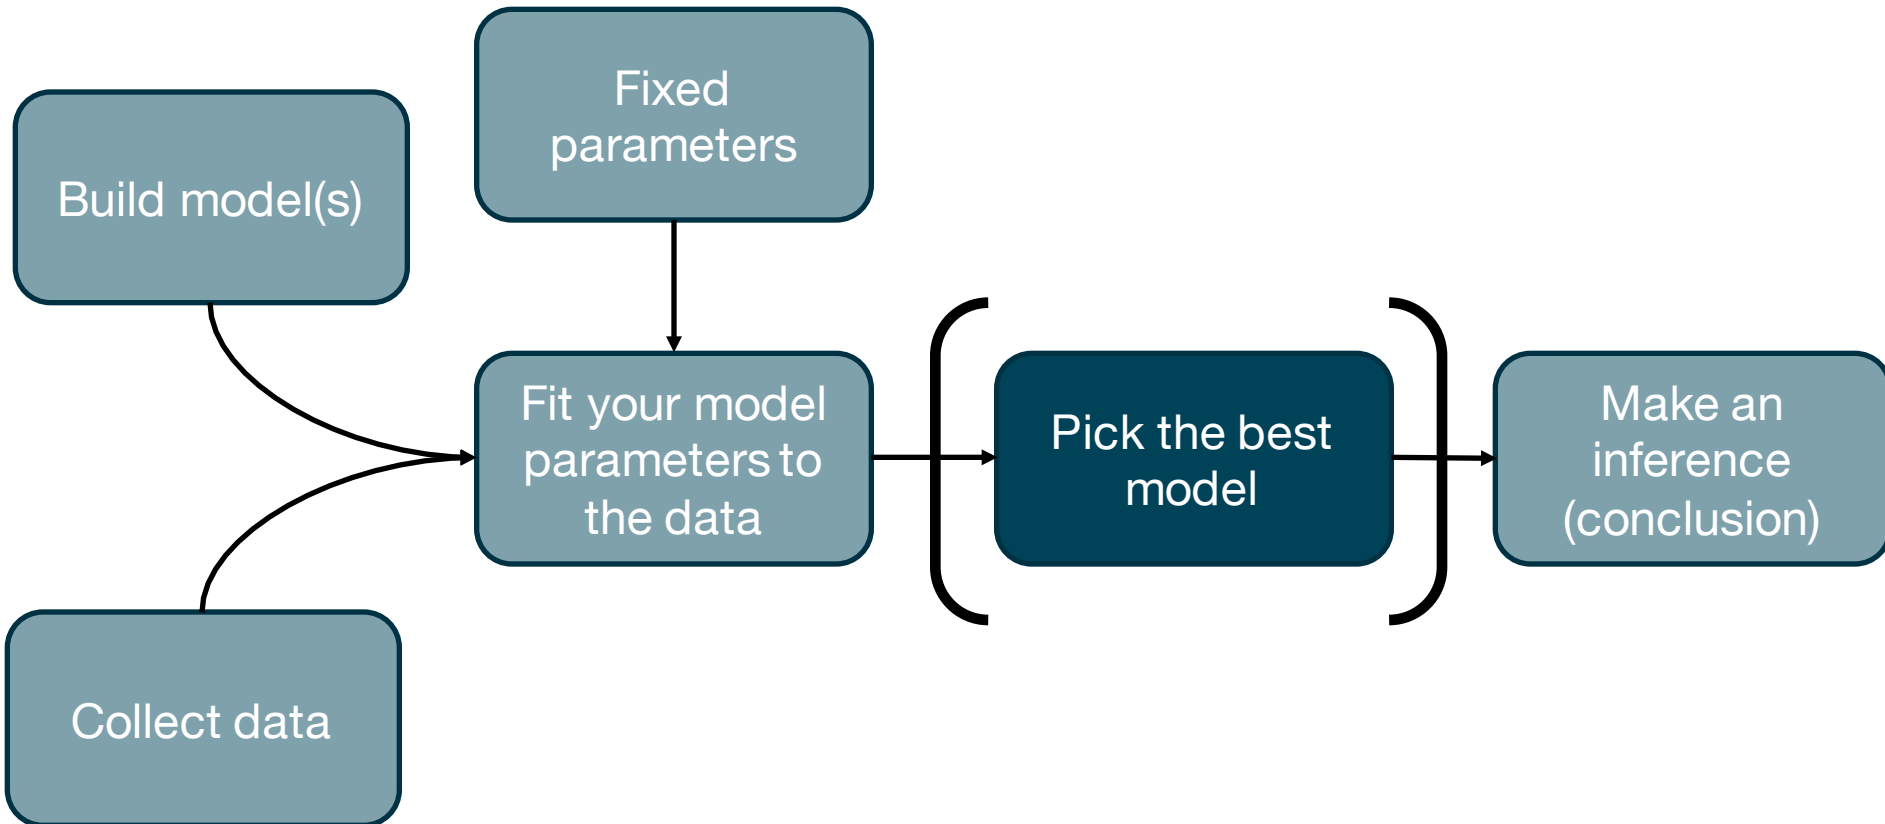 Fixed
parameters
Build model(s)
Fit your model
parameters to
the data
Pick the best
model
Make an
inference
(conclusion)
Collect data